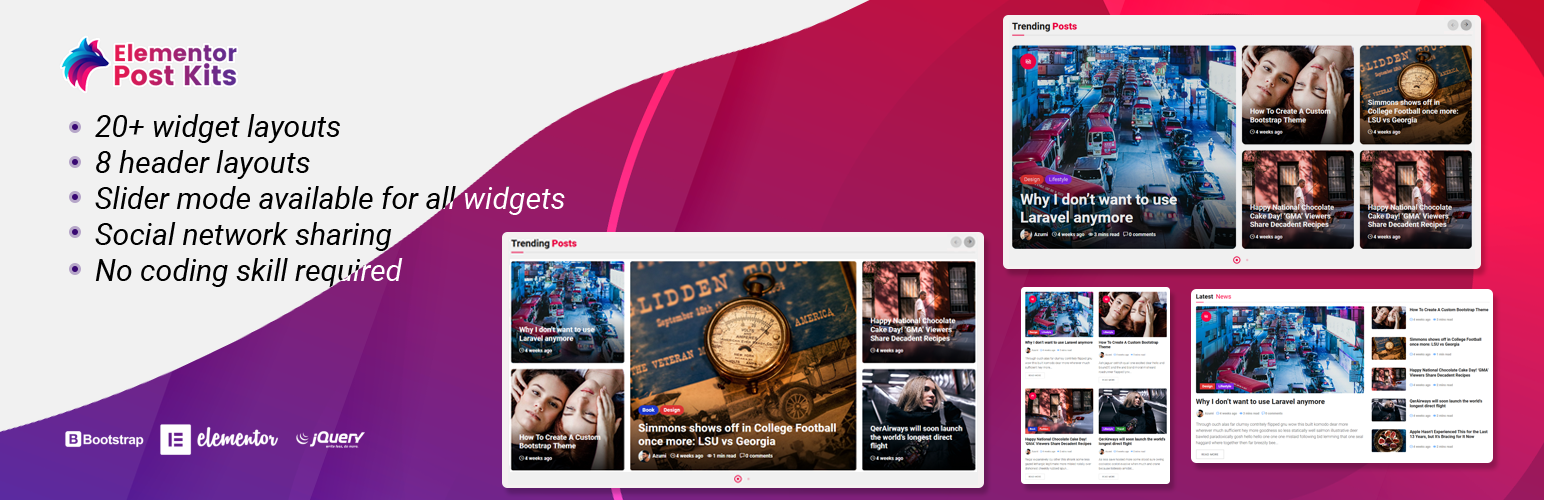 Elementor
Post Kits
20+ widget layouts
8 header layouts
Slider mode available for all widgets
Social network sharing
No coding skill required
Bootstrap
elementor
jQuery
write less, do more.
Trending Posts
Why I don't want to use
Laravel anymore
4 weeks ago
How To Create A Custom
Bootstrap Theme
4 weeks ago
Book Design
Simmons shows off in College Football
once more: LSU vs Georgia
Azumi 4 weeks ago 1 min read 0 comments
Happy National Chocolate
Cake Day! 'GMA' Viewers
Share Decadent Recipes
4 weeks ago
QerAirways will soon launch
the world's longest direct
flight
4 weeks ago
Trending Posts
Design Lifestyle
Why I don't want to use
Laravel anymore
Azumi 4 weeks ago 3 mins read 0 comments
How To Create A Custom
Bootstrap Theme
4 weeks ago
Simmons shows off in
College Football once more:
LSU vs Georgia
4 weeks ago
Happy National Chocolate
Cake Day! 'GMA' Viewers
Share Decadent Recipes
4 weeks ago
Happy National Chocolate
Cake Day! 'GMA' Viewers
Share Decadent Recipes
4 weeks ago
Why I don't want to use Laravel anymore
How To Create A Custom Bootstrap
Theme
Happy National Chocolate Cake Day!
'GMA' Viewers Share Decadent Recipes
QerAirways will soon launch the world's
longest direct flight
Latest News
Design Lifestyle
Why I don't want to use Laravel anymore
READ MORE
How To Create A Custom Bootstrap Theme
Simmons shows off in College Football
once more: LSU vs Georgia
Happy National Chocolate Cake Day! 'GMA'
Viewers Share Decadent Recipes
QerAirways will soon launch the world's
longest direct flight
Apple Hasn't Experienced This for the Last
13 Years, but It's Bracing for It Now